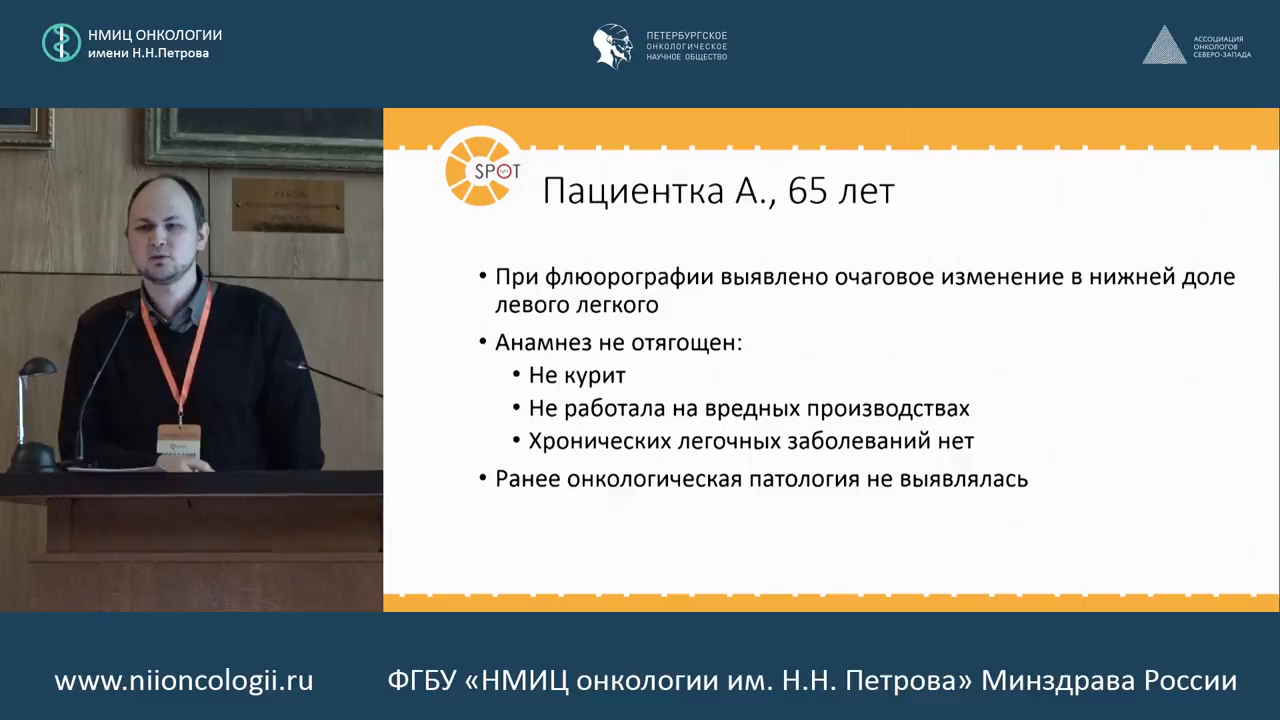 НМИЦ ОНКОЛОГИИ
имени Н.Н.Петрова
ПЕТЕРБУРГСКОЕ
ОНКОЛОГИЧЕСКОЕ
НАУЧНОЕ ОБЩЕСТВО
АССОЦИАЦИЯ
ОНКОЛОГОВ
СЕВЕРО-ЗАПАДА
SPOT
Пациентка А., 65 лет
• При флюорографии выявлено очаговое изменение в нижней доле
левого легкого
• Анамнез не отягощен:
• Не курит
• Не работала на вредных производствах
• Хронических легочных заболеваний нет
• Ранее онкологическая патология не выявлялась
www.niioncologii.ru
ФГБУ «НМИЦ онкологии им. Н.Н. Петрова» Минздрава России